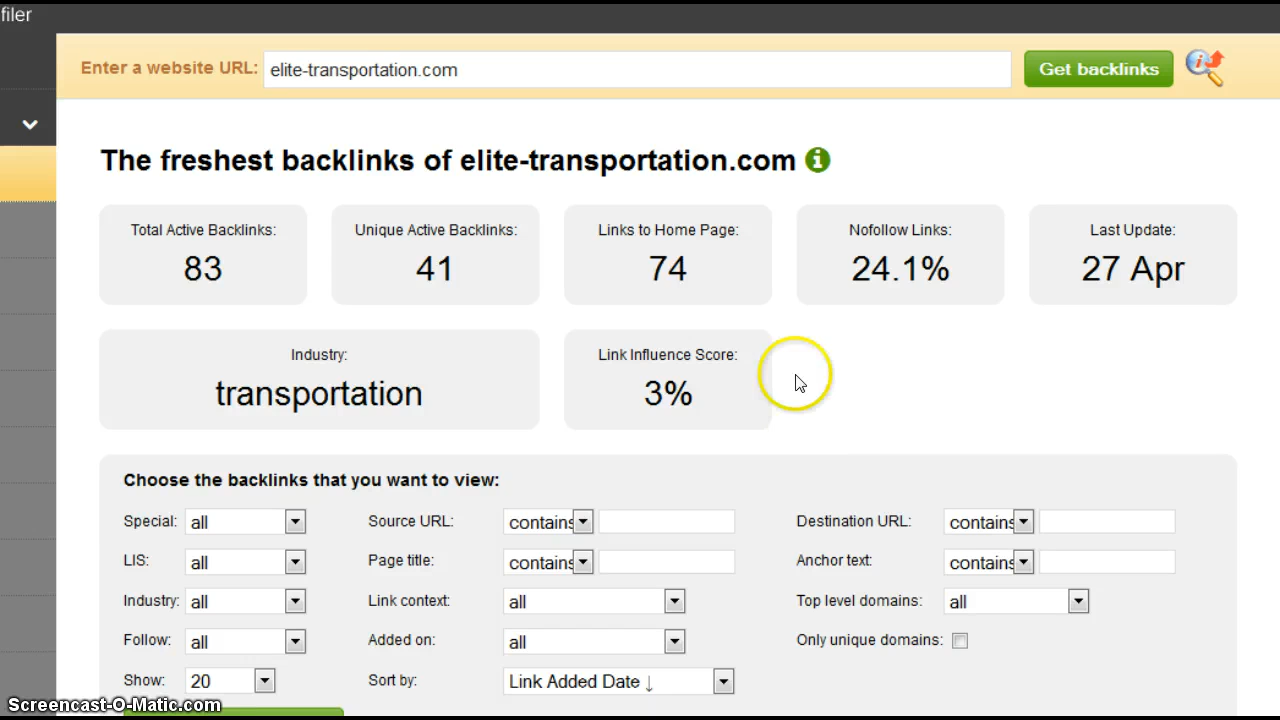 filer
Enter a website URL: elite-transportation.com Get backlinks
The freshest backlinks of elite-transportation.com
Total Active Backlinks: Unique Active Backlinks: Links to Home Page: Nofollow Links: Last Update:
83 41 74 24.1% 27 Apr
Industry: Link Influence Score:
transportation 3%
Choose the backlinks that you want to view:
Special: all Source URL: contains Destination URL: contains
LIS: all Page title: contains Anchor text: contains
Industry: all Link context: all Top level domains: all
Follow: all Added on: all Only unique domains:
Show: 20 Sort by: Link Added Date ↓
Screencast-O-Matic.com